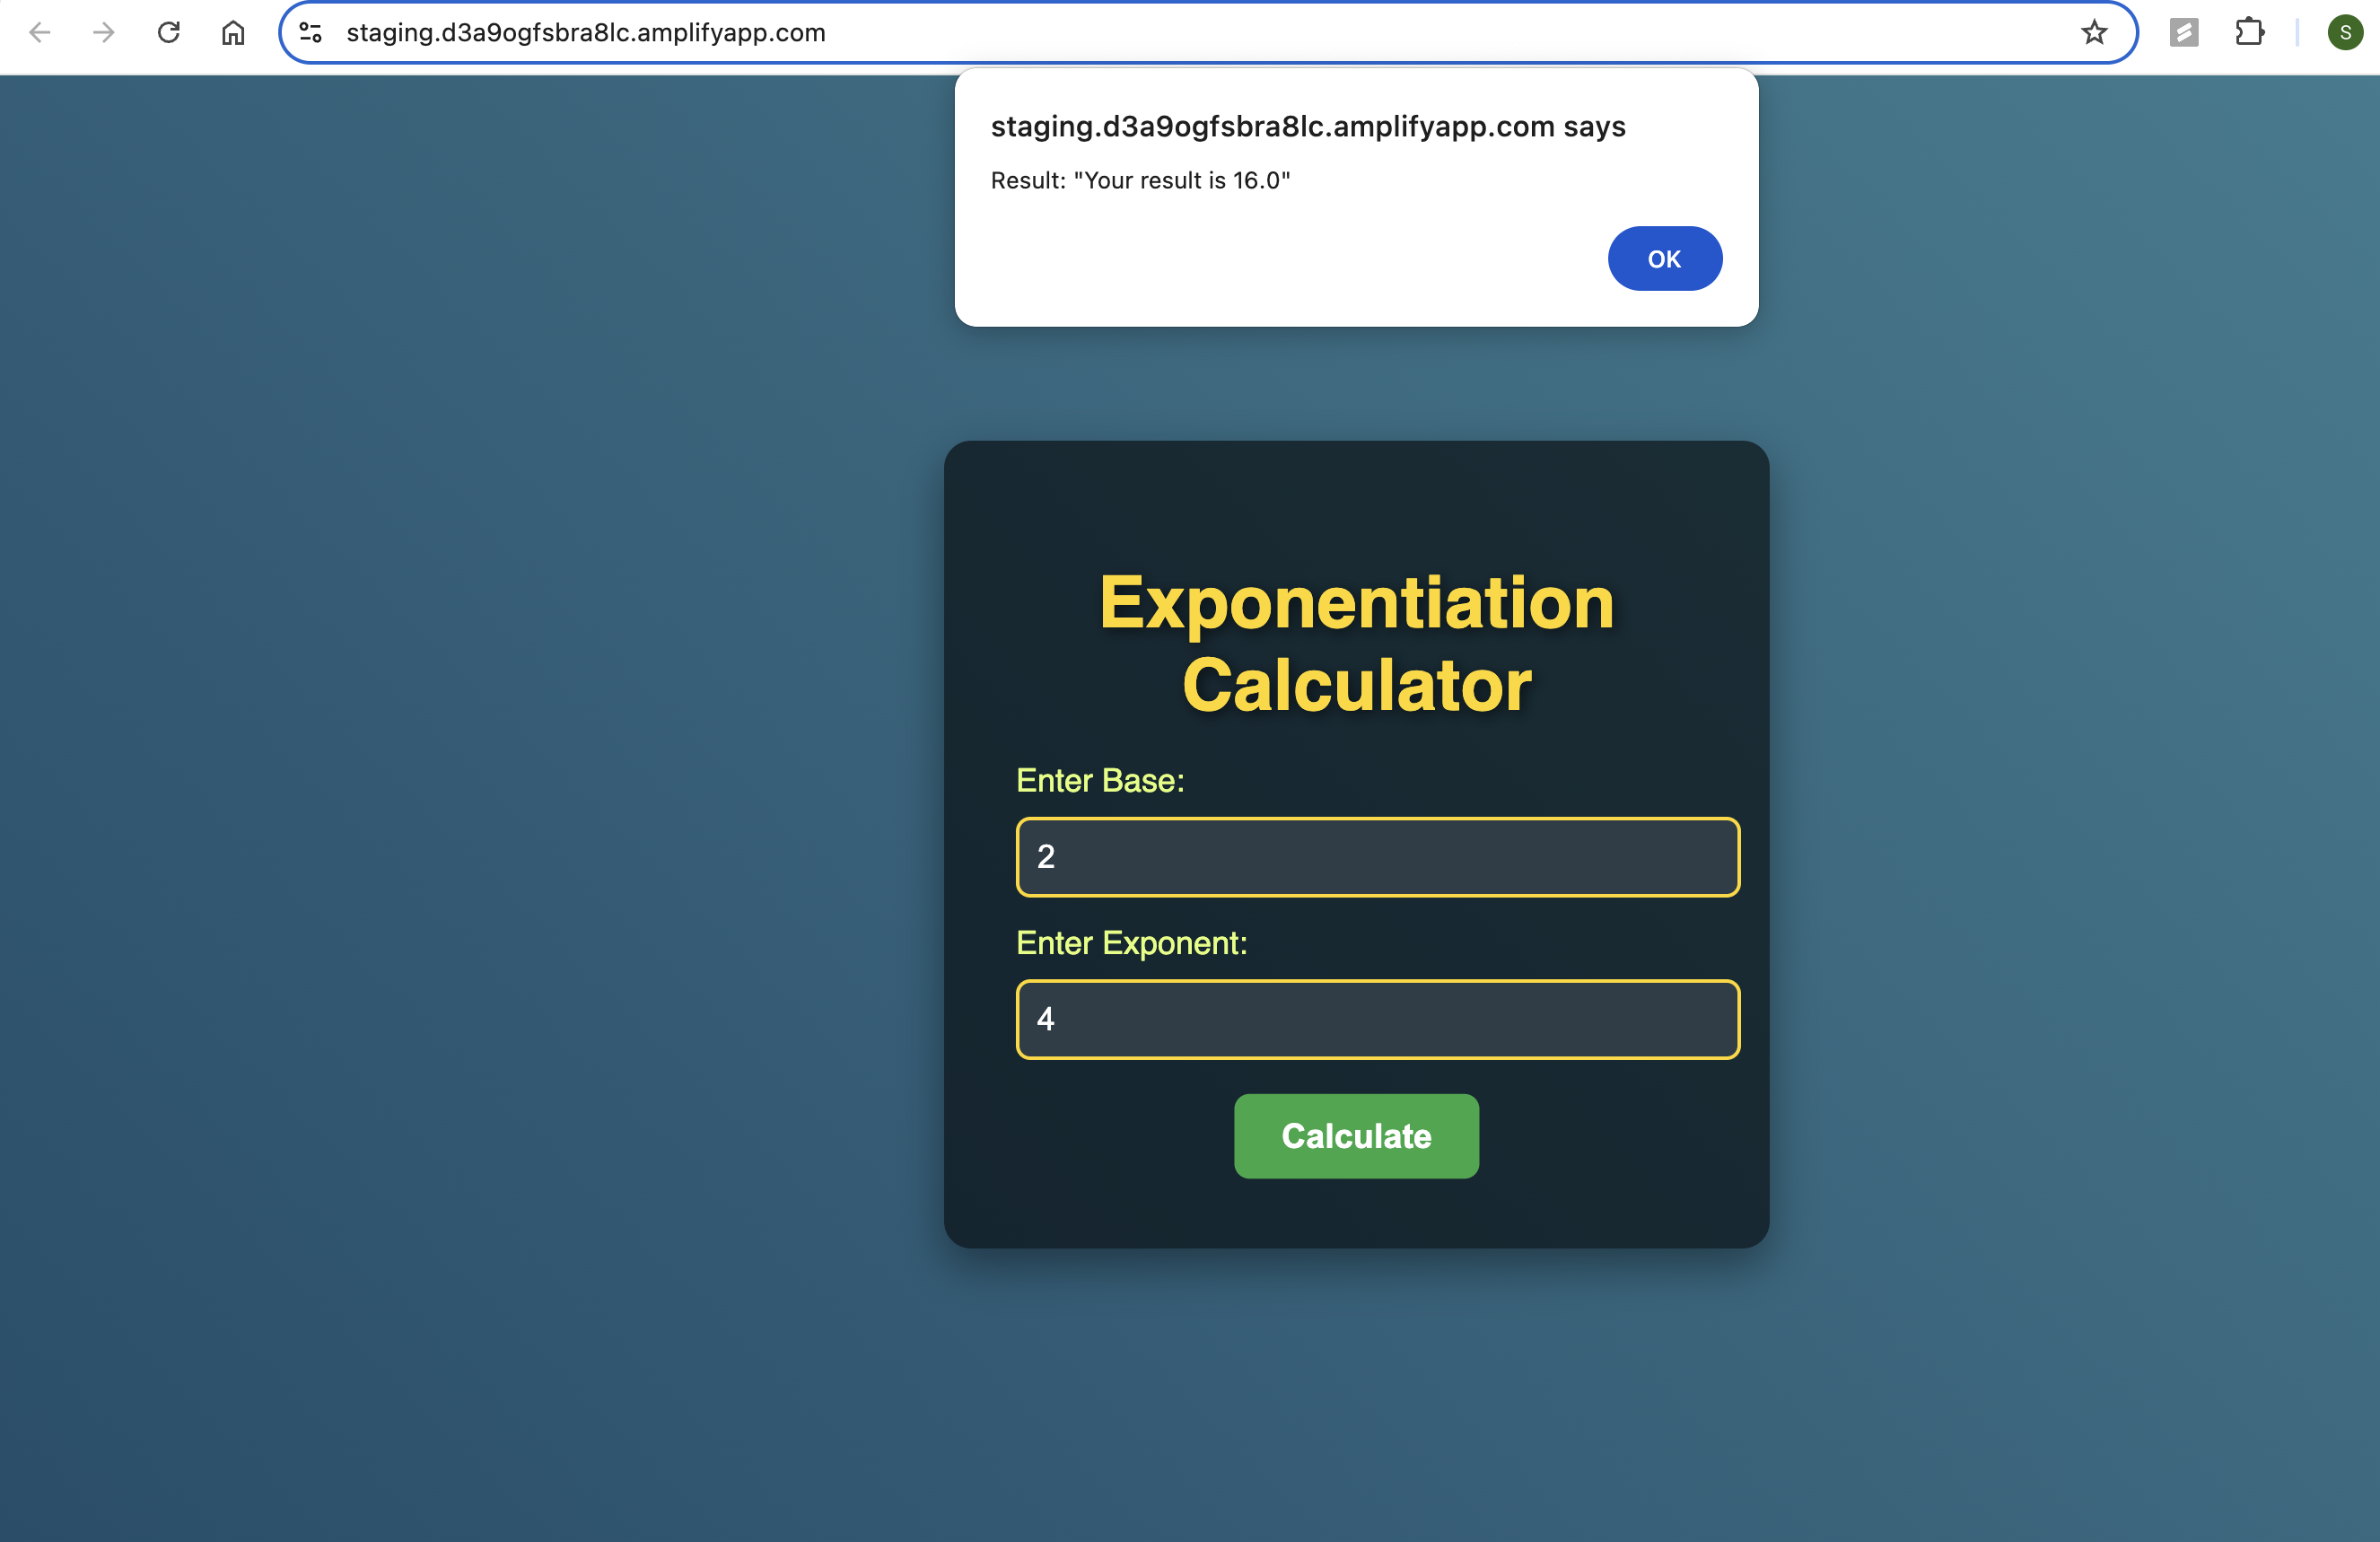 staging.d3a9ogfsbra8lc.amplifyapp.com
S
staging.d3a9ogfsbra8lc.amplifyapp.com says
Result: "Your result is 16.0"
OK
Exponentiation
Calculator
Enter Base:
2
Enter Exponent:
4
Calculate